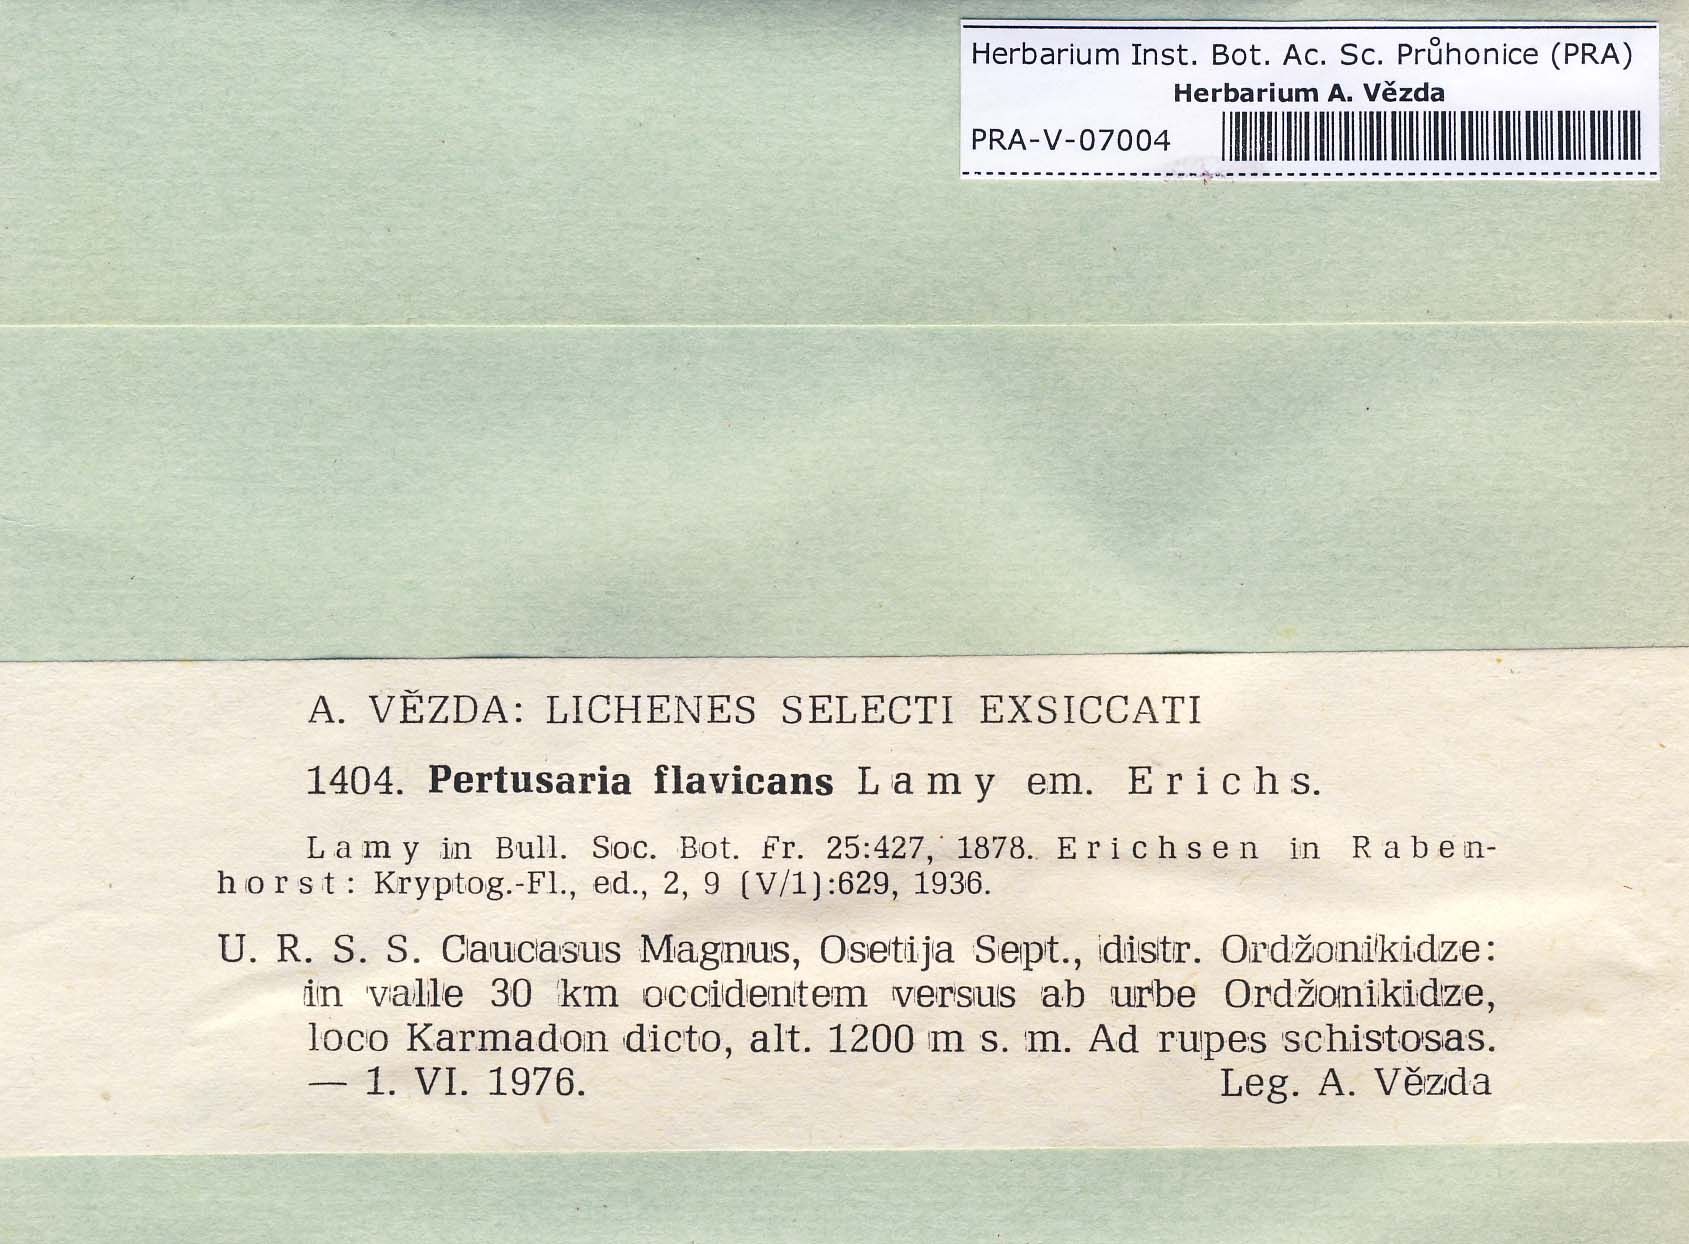 Herbarium Inst. Bot. Ac. Sc. Průhonice (PRA)
Herbarium A. Vězda
PRA-V-07004
A. VĚZDA: LICHENES SELECTI EXSICCATI
1404. Pertusaria flavicans Lamy em. Erichs.
Lamy in Bull. Soc. Bot. Fr. 25:427, 1878. Erichsen in Raben-
horst: Kryptog.-Fl., ed., 2, 9 (V/1):629, 1936.
U. R. S. S. Caucasus Magnus, Osetija Sept., distr. Ordžonikidze:
in valle 30 km occidentem versus ab urbe Ordžonikidze,
loco Karmadon dicto, alt. 1200 m s. m. Ad rupes schistosas.
— 1. VI. 1976. Leg. A. Vězda